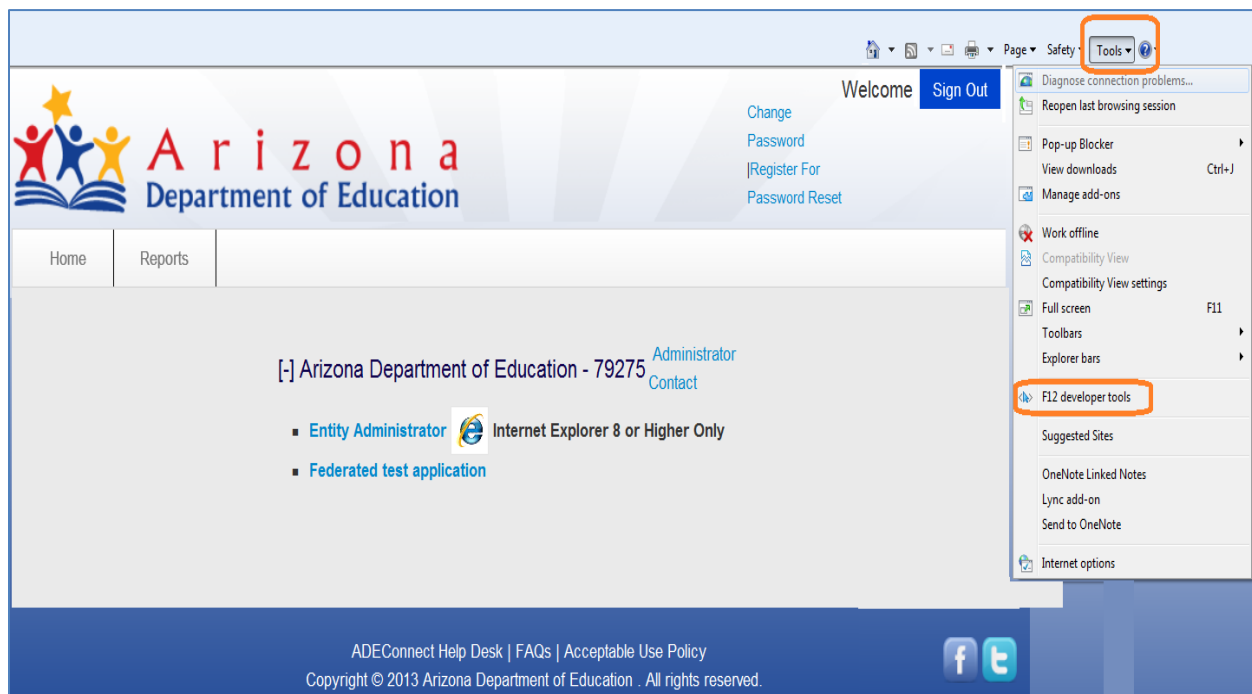 Page Safety Tools
Welcome Sign Out
Change
Password
|Register For
Password Reset
Arizona
Department of Education
Home Reports
[-] Arizona Department of Education - 79275 Administrator
Contact
Entity Administrator Internet Explorer 8 or Higher Only
Federated test application
Diagnose connection problems...
Reopen last browsing session
Pop-up Blocker
View downloads Ctrl+J
Manage add-ons
Work offline
Compatibility View
Compatibility View settings
Full screen F11
Toolbars
Explorer bars
F12 developer tools
Suggested Sites
OneNote Linked Notes
Lync add-on
Send to OneNote
Internet options
ADEConnect Help Desk | FAQs | Acceptable Use Policy
Copyright © 2013 Arizona Department of Education . All rights reserved.